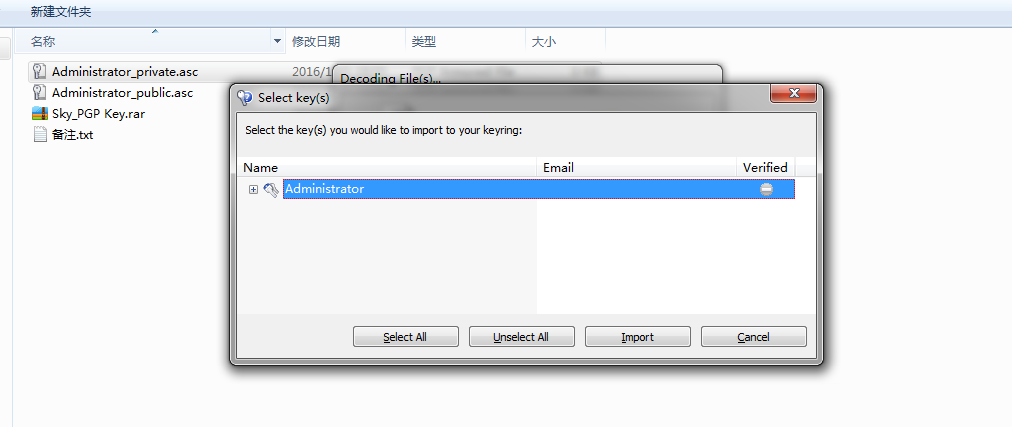 新建文件夹
名称 修改日期 类型 大小
Administrator_private.asc 2016/1
Decoding File(s)...
Administrator_public.asc
Select key(s)
Sky_PGP Key.rar
Select the key(s) you would like to import to your keyring:
备注.txt
Name Email Verified
Administrator
Select All Unselect All Import Cancel